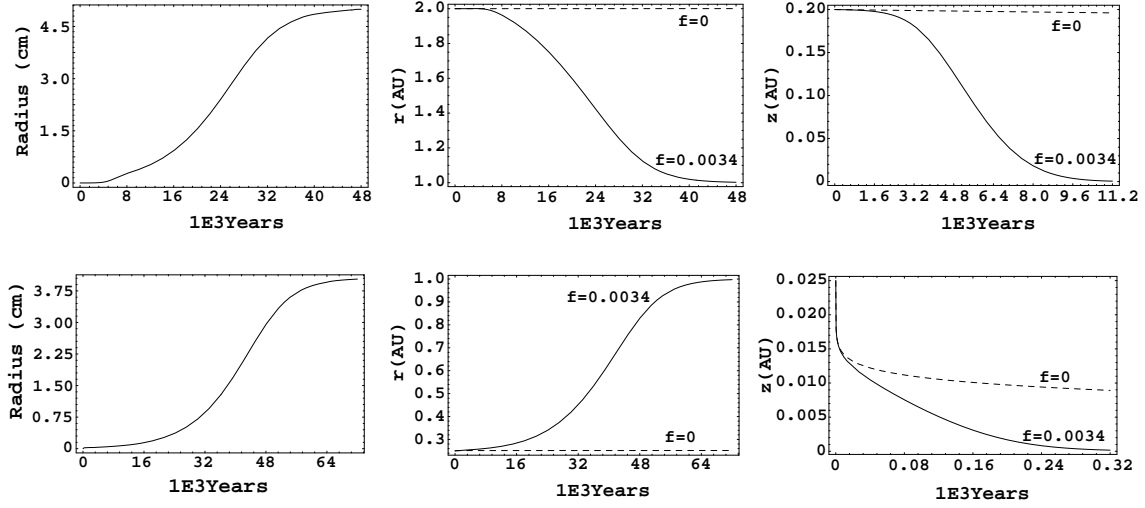 Radius (cm)
4.5
3.0
1.5
0
0 8 16 24 32 40 48
1E3Years
r(AU)
2.0
1.8
1.6
1.4
1.2
1.0
f=0
f=0.0034
0 8 16 24 32 40 48
1E3Years
z(AU)
0.20
0.15
0.10
0.05
0
f=0
f=0.0034
0 1.6 3.2 4.8 6.4 8.0 9.6 11.2
1E3Years
Radius (cm)
3.75
3.00
2.25
1.50
0.75
0
0 16 32 48 64
1E3Years
r(AU)
1.0
0.9
0.8
0.7
0.6
0.5
0.4
0.3
f=0.0034
f=0
0 16 32 48 64
1E3Years
z(AU)
0.025
0.020
0.015
0.010
0.005
0
f=0
f=0.0034
0 0.08 0.16 0.24 0.32
1E3Years